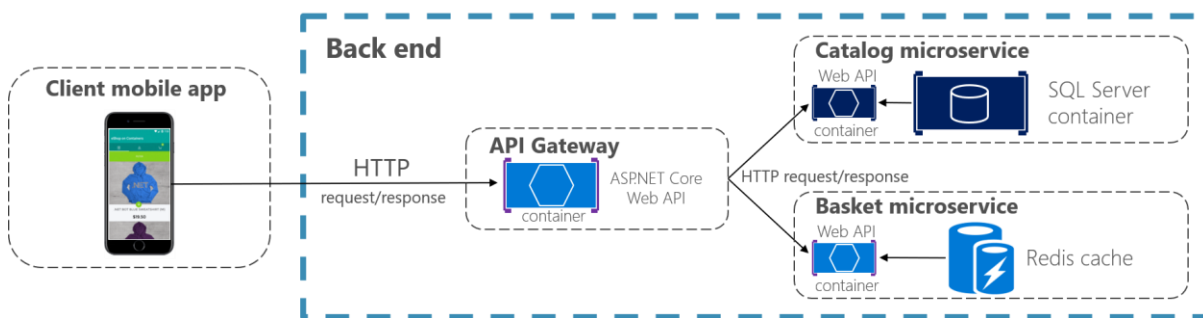 Back end
Client mobile app
.NET
HTTP
request/response
API Gateway
container
ASP.NET Core
Web API
HTTP request/response
Catalog microservice
Web API
container
SQL Server
container
Basket microservice
Web API
container
Redis cache